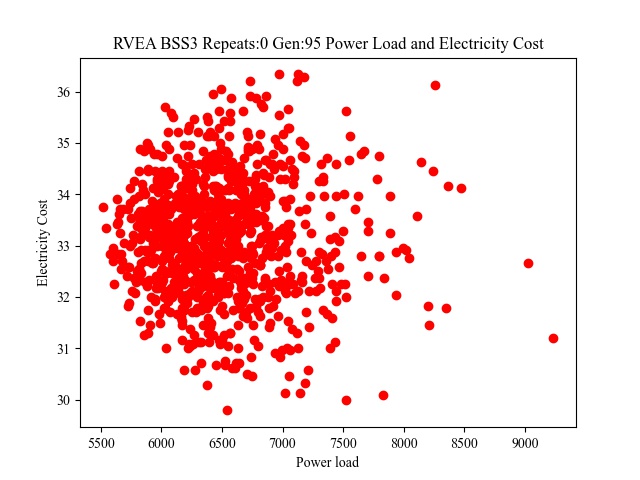 RVEA BSS3 Repeats:0 Gen:95 Power Load and Electricity Cost
36
35
34
33
32
31
30
Electricity Cost
5500 6000 6500 7000 7500 8000 8500 9000
Power load